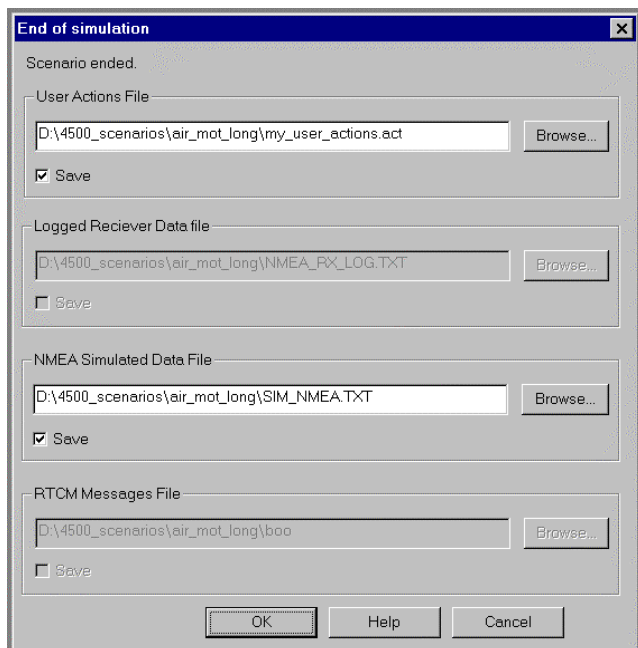 End of simulation
Scenario ended.
User Actions File
D:\4500_scenarios\air_mot_long\my_user_actions.act
Browse...
Save
Logged Reciever Data file
D:\4500_scenarios\air_mot_long\NMEA_RX_LOG.TXT
Browse...
Save
NMEA Simulated Data File
D:\4500_scenarios\air_mot_long\SIM_NMEA.TXT
Browse...
Save
RTCM Messages File
D:\4500_scenarios\air_mot_long\boo
Browse...
Save
OK Help Cancel